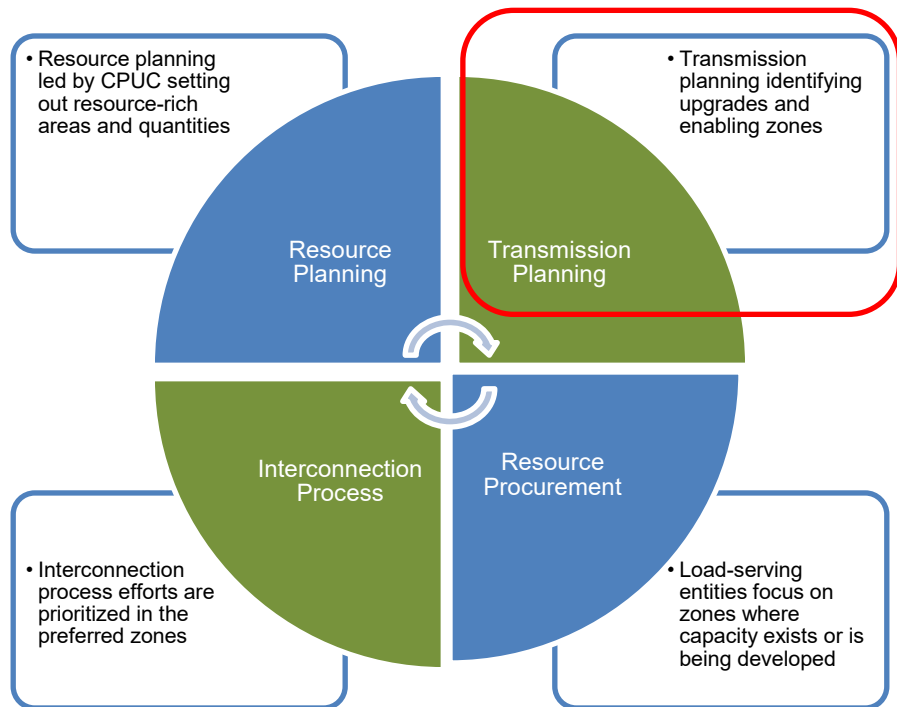 • Resource planning
led by CPUC setting
out resource-rich
areas and quantities
• Transmission
planning identifying
upgrades and
enabling zones
Resource
Planning
Transmission
Planning
Interconnection
Process
Resource
Procurement
• Interconnection
process efforts are
prioritized in the
preferred zones
• Load-serving
entities focus on
zones where
capacity exists or is
being developed